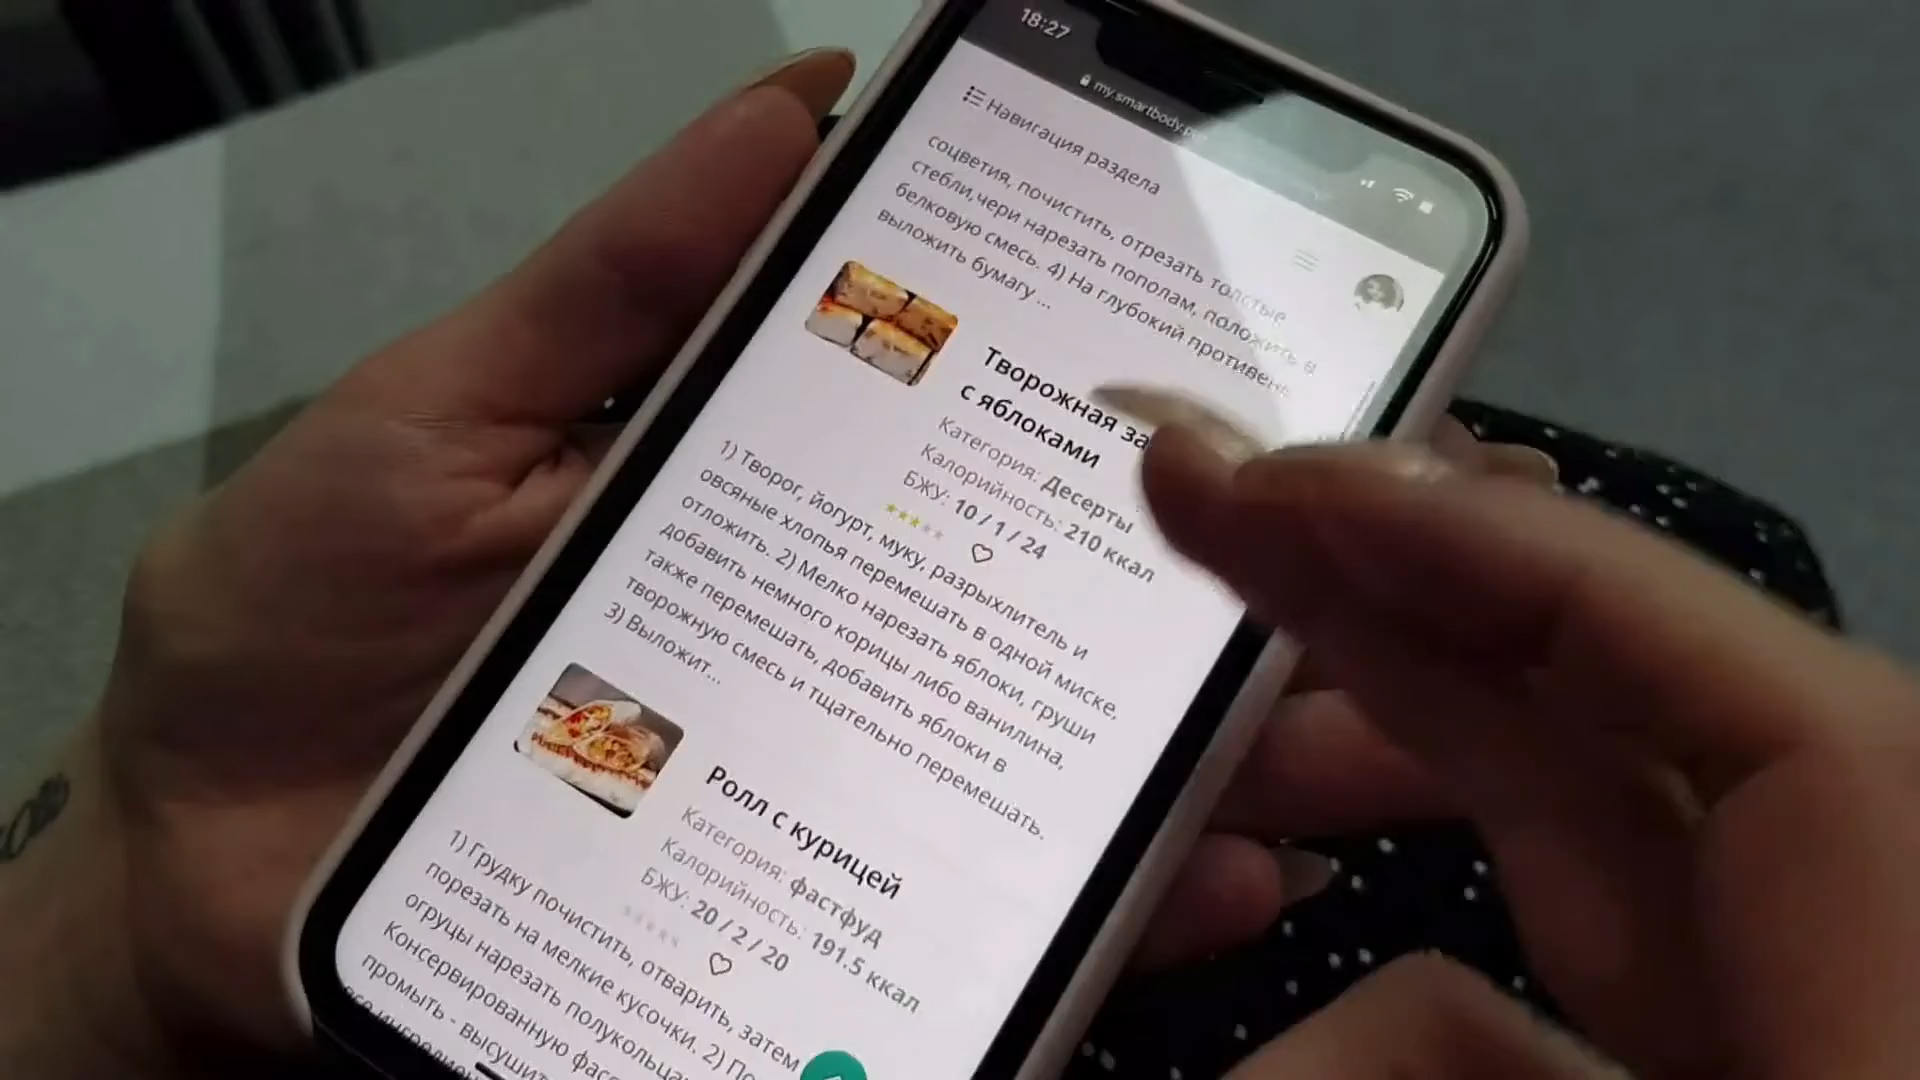 18:27
my.smartbody.p
Навигация раздела
соцветия, почистить, отрезать толстые
стебли,чери нарезать пополам, положить в
белковую смесь. 4) На глубокий противень
выложить бумагу ...
Творожная за
с яблоками
Категория: Десерты
Калорийность: 210 ккал
БЖУ: 10 / 1 / 24
1) Творог, йогурт, муку, разрыхлитель и
овсяные хлопья перемешать в одной миске,
отложить. 2) Мелко нарезать яблоки, груши
добавить немного корицы либо ванилина,
также перемешать, добавить яблоки в
творожную смесь и тщательно перемешать.
3) Выложит...
Ролл с курицей
Категория: фастфуд
Калорийность: 191.5 ккал
БЖУ: 20 / 2 / 20
1) Грудку почистить, отварить, затем
порезать на мелкие кусочки. 2) По
огруцы нарезать полукольца
Консервированную фас
промыть - высушит